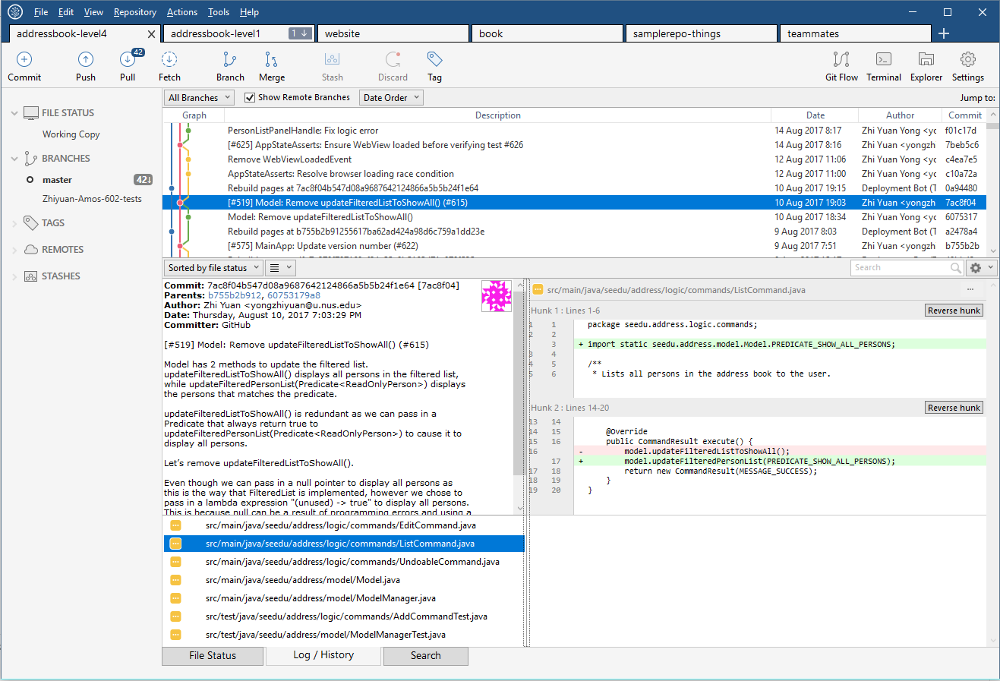 File Edit View Repository Actions Tools Help
addressbook-level4 addressbook-level1 1 website book samplerepo-things teammates
42
Commit Push Pull Fetch Branch Merge Stash Discard Tag Git Flow Terminal Explorer Settings
All Branches Show Remote Branches Date Order Jump to:
FILE STATUS
Working Copy
BRANCHES
master 42
Zhiyuan-Amos-602-tests
TAGS
REMOTES
STASHES
Graph Description Date Author Commit
PersonListPanelHandle: Fix logic error 14 Aug 2017 8:17 Zhi Yuan Yong <yc f01c17d
[#625] AppStateAsserts: Ensure WebView loaded before verifying test #626 14 Aug 2017 8:16 Zhi Yuan <yongzh 7beb5c6
Remove WebViewLoadedEvent 12 Aug 2017 11:06 Zhi Yuan Yong <yc c4ea7e5
AppStateAsserts: Resolve browser loading race condition 12 Aug 2017 11:00 Zhi Yuan Yong <yc c10a72a
Rebuild pages at 7ac8f04b547d08a9687642124866a5b5b24f1e64 10 Aug 2017 19:15 Deployment Bot (T 0a94480
[#519] Model: Remove updateFilteredListToShowAll() (#615) 10 Aug 2017 19:03 Zhi Yuan <yongzh 7ac8f04
Model: Remove updateFilteredListToShowAll() 10 Aug 2017 18:34 Zhi Yuan Yong <yc 6075317
Rebuild pages at b755b2b91255617ba62ad424a98d6c759a1dd23e 9 Aug 2017 8:03 Deployment Bot (T a2478a4
[#575] MainApp: Update version number (#622) 9 Aug 2017 7:51 Zhi Yuan <yongzh b755b2b
Sorted by file status Search
Commit: 7ac8f04b547d08a9687642124866a5b5b24f1e64 [7ac8f04]
Parents: b755b2b912, 60753179a8
Author: Zhi Yuan <yongzhiyuan@u.nus.edu>
Date: Thursday, August 10, 2017 7:03:29 PM
Committer: GitHub
[#519] Model: Remove updateFilteredListToShowAll() (#615)
Model has 2 methods to update the filtered list.
updateFilteredListToShowAll() displays all persons in the filtered list,
while updateFilteredPersonList(Predicate<ReadOnlyPerson>) displays
the persons that matches the predicate.
updateFilteredListToShowAll() is redundant as we can pass in a
Predicate that always return true to
updateFilteredPersonList(Predicate<ReadOnlyPerson>) to cause it to
display all persons.
Let’s remove updateFilteredListToShowAll().
Even though we can pass in a null pointer to display all persons as
this is the way that FilteredList is implemented, however we chose to
pass in a lambda expression "(unused) -> true" to display all persons.
This is because null can be a result of programming errors and using a
src/main/java/seedu/address/logic/commands/EditCommand.java
src/main/java/seedu/address/logic/commands/ListCommand.java
src/main/java/seedu/address/logic/commands/UndoableCommand.java
src/main/java/seedu/address/model/Model.java
src/main/java/seedu/address/model/ModelManager.java
src/test/java/seedu/address/logic/commands/AddCommandTest.java
src/test/java/seedu/address/model/ModelManagerTest.java
src/main/java/seedu/address/logic/commands/ListCommand.java ...
Hunk 1 : Lines 1-6 Reverse hunk
1 1 package seedu.address.logic.commands;
2 2
3 + import static seedu.address.model.Model.PREDICATE_SHOW_ALL_PERSONS;
3 4
4 5 /**
5 6 * Lists all persons in the address book to the user.
Hunk 2 : Lines 14-20 Reverse hunk
13 14
14 15 @Override
15 16 public CommandResult execute() {
16 - model.updateFilteredListToShowAll();
17 + model.updateFilteredPersonList(PREDICATE_SHOW_ALL_PERSONS);
17 18 return new CommandResult(MESSAGE_SUCCESS);
18 19 }
19 20 }
File Status Log / History Search